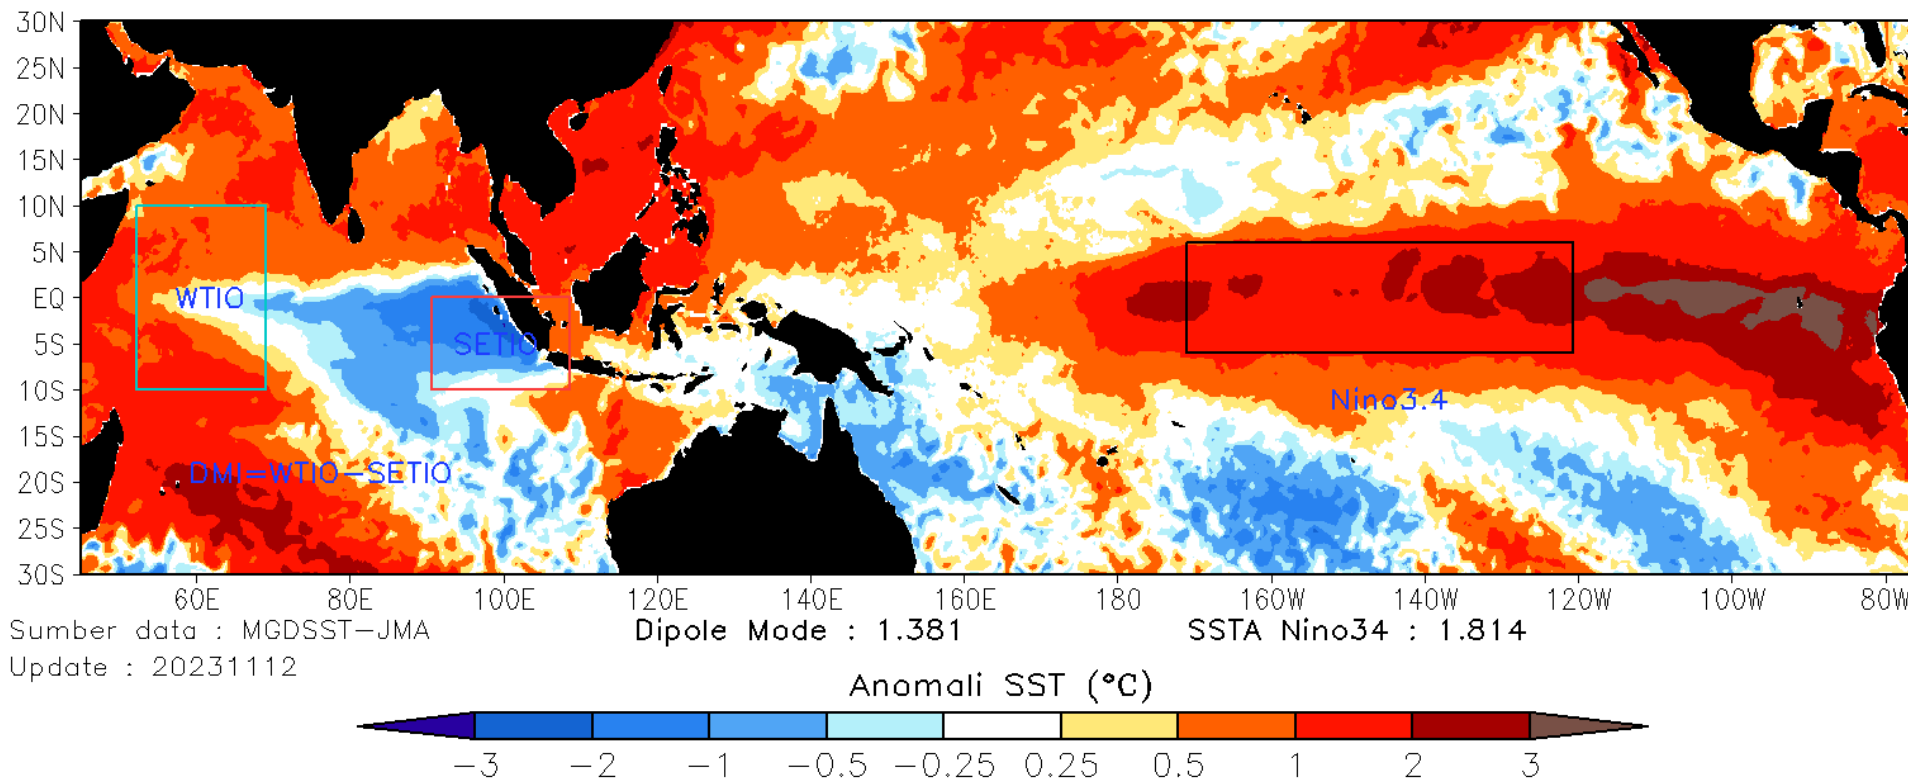 30N
25N
20N
15N
10N
5N
EQ
5S
10S
15S
20S
25S
30S
WTIO
SETIO
Nino3.4
DMI=WTIO-SETIO
60E 80E 100E 120E 140E 160E 180 160W 140W 120W 100W 80W
Sumber data : MGDSST-JMA Dipole Mode : 1.381 SSTA Nino34 : 1.814
Update : 20231112
Anomali SST (°C)
-3 -2 -1 -0.5 -0.25 0.25 0.5 1 2 3